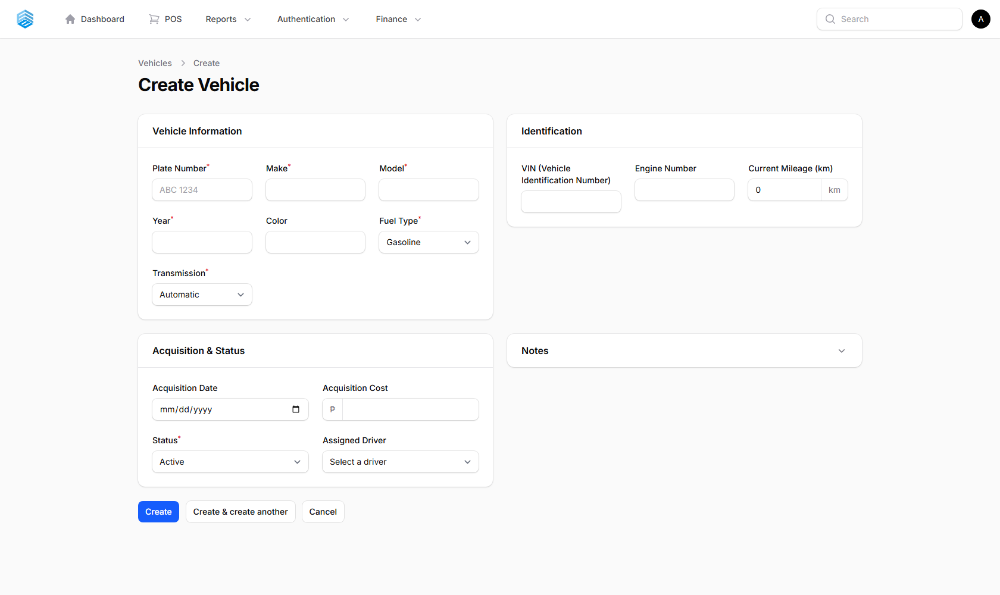 Dashboard
POS
Reports
Authentication
Finance
Search
A
Vehicles
Create
Create Vehicle
Vehicle Information
Plate Number*
Make*
Model*
ABC 1234
Year*
Color
Fuel Type*
Gasoline
Transmission*
Automatic
Identification
VIN (Vehicle
Identification Number)
Engine Number
Current Mileage (km)
0
km
Acquisition & Status
Acquisition Date
Acquisition Cost
mm/dd/yyyy
₱
Status*
Assigned Driver
Active
Select a driver
Notes
Create
Create & create another
Cancel